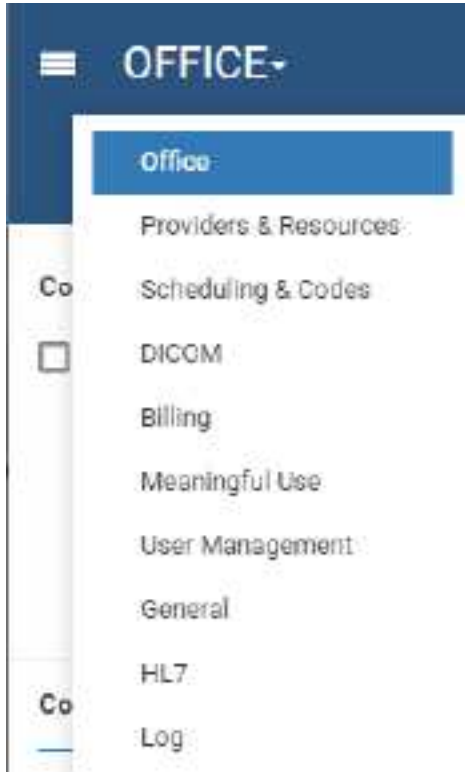 OFFICE
Office
Providers & Resources
Co
Scheduling & Codes
DICOM
Billing
Meaningful Use
User Management
General
HL7
Co
Log